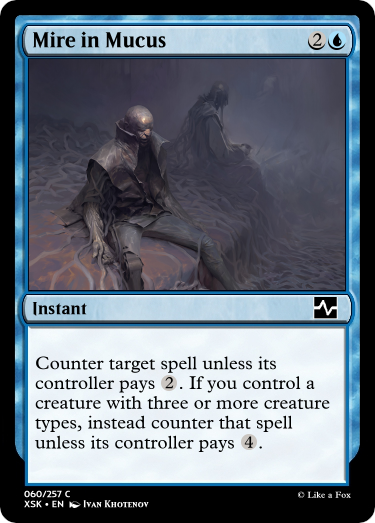 Mire in Mucus 2
Instant
Counter target spell unless its
controller pays 2. If you control a
creature with three or more creature
types, instead counter that spell
unless its controller pays 4.
060/257 C
XSK • EN Ivan Khotenov
© Like a Fox